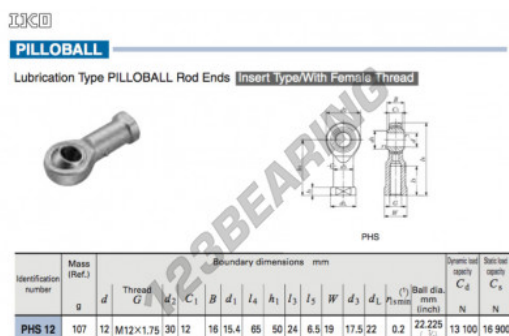 IKO
PILLOBALL
Lubrication Type PILLOBALL Rod Ends Insert Type/With Female Thread
123BEARING
PHS
Identification number Mass (Ref.) g Boundary dimensions mm Dynamic load capacity Cd N Static load capacity Cs N
d Thread G d2 C1 B d1 l4 h1 l3 l5 W d3 dL r1s min (1) Ball dia. mm (inch)
PHS 12 107 12 M12×1.75 30 12 16 15.4 65 50 24 6.5 19 17.5 22 0.2 22.225 13 100 16 900